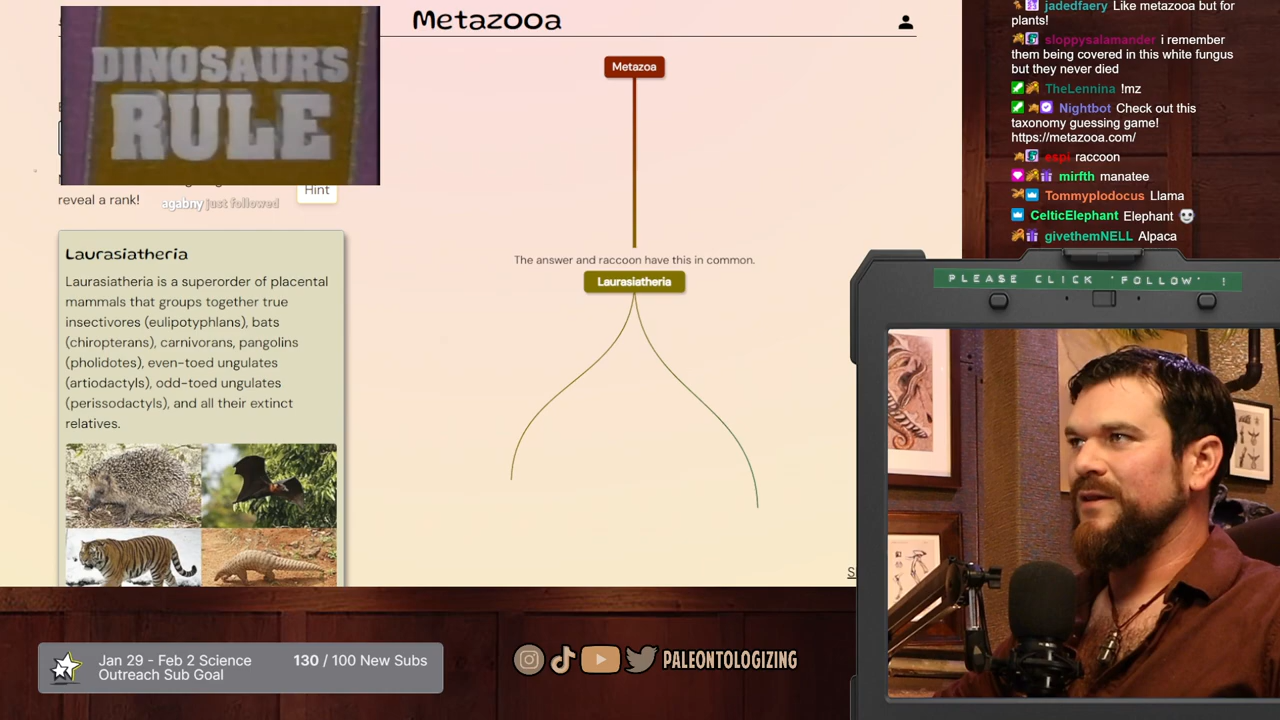 DINOSAURS
RULE
Metazooa
reveal a rank!
Hint
agabny just followed
Laurasiatheria
Laurasiatheria is a superorder of placental
mammals that groups together true
insectivores (eulipotyphlans), bats
(chiropterans), carnivorans, pangolins
(pholidotes), even-toed ungulates
(artiodactyls), odd-toed ungulates
(perissodactyls), and all their extinct
relatives.
Metazoa
The answer and raccoon have this in common.
Laurasiatheria
jadedfaery Like metazooa but for
plants!
sloppysalamander i remember
them being covered in this white fungus
but they never died
TheLennina !mz
Nightbot Check out this
taxonomy guessing game!
https://metazooa.com/
espi raccoon
mirfth manatee
Tommyplodocus Llama
CelticElephant Elephant
givethemNELL Alpaca
PLEASE CLICK 'FOLLOW' !
Jan 29 - Feb 2 Science
Outreach Sub Goal
130 / 100 New Subs
PALEONTOLOGIZING